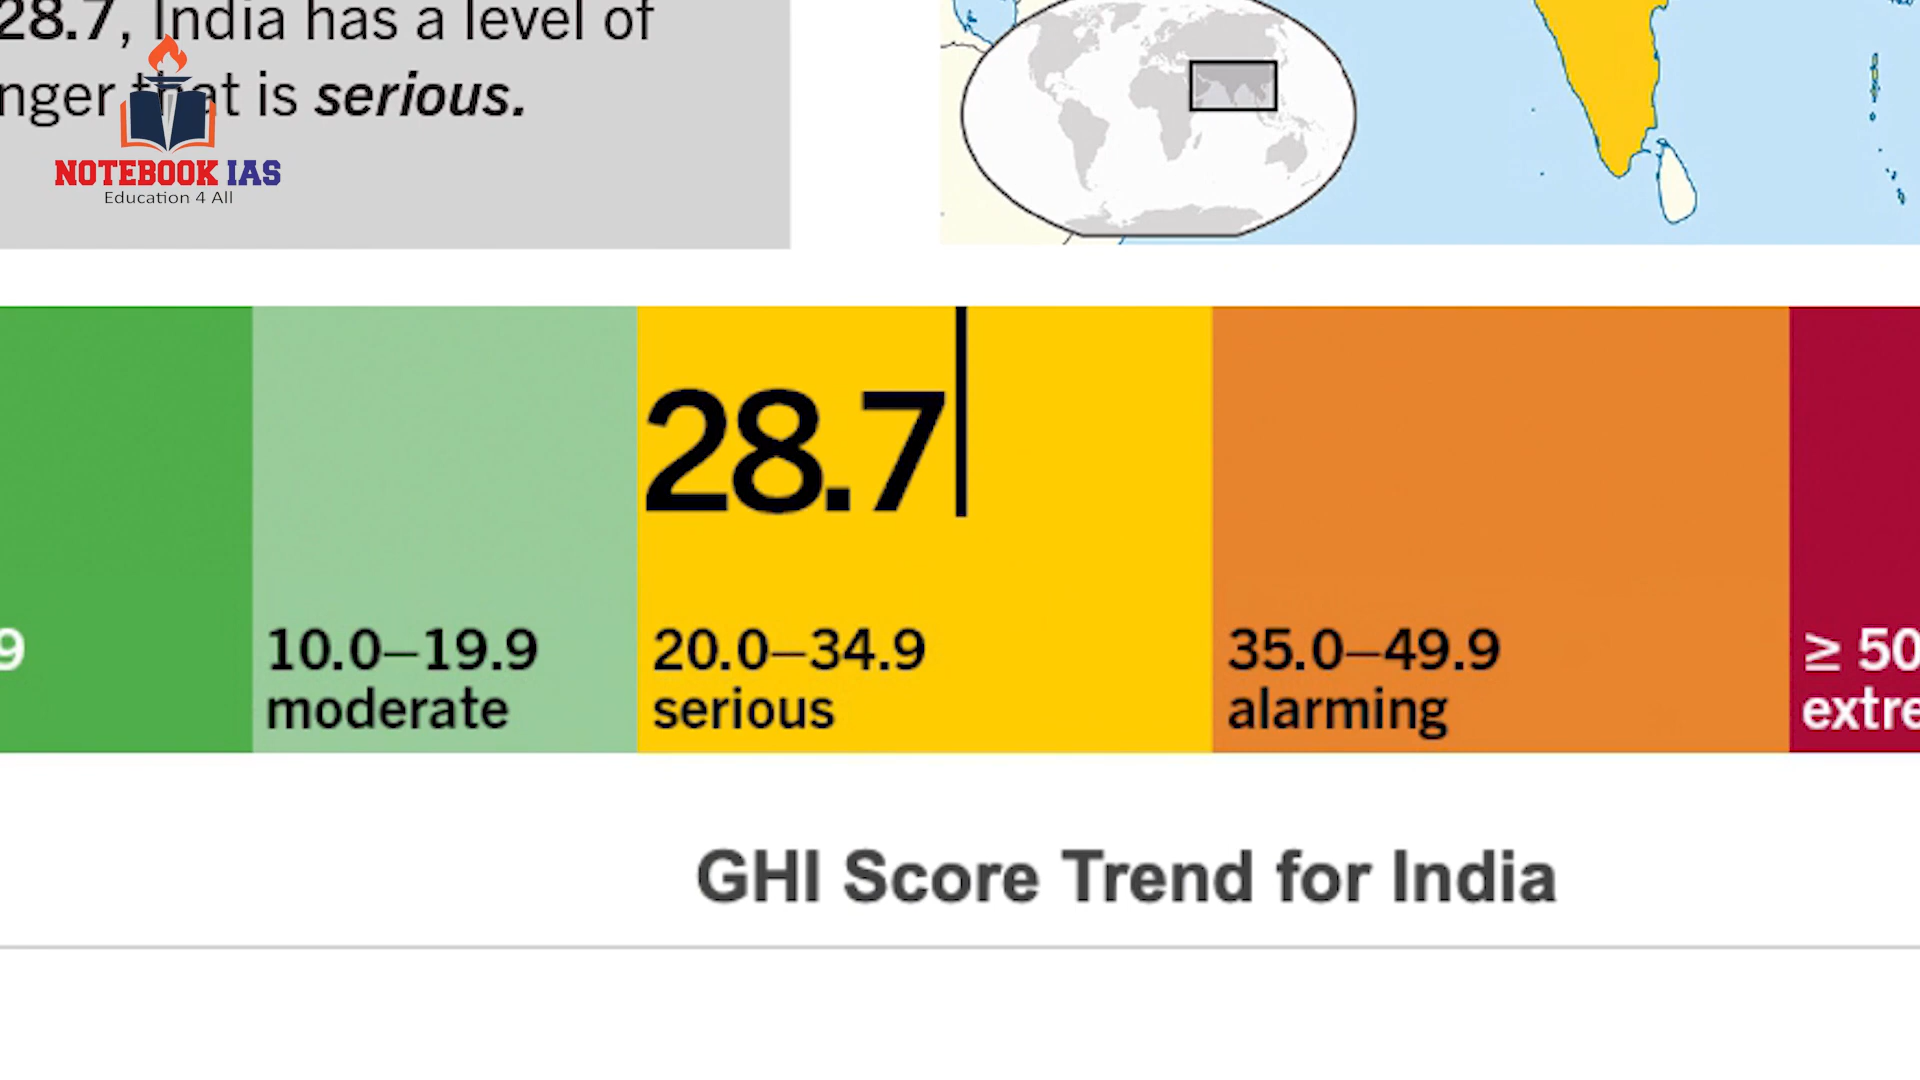 28.7, India has a level of
nger that is serious.
NOTEBOOK IAS
Education 4 All
28.7
9
10.0–19.9
moderate
20.0–34.9
serious
35.0–49.9
alarming
≥ 50
extre
GHI Score Trend for India